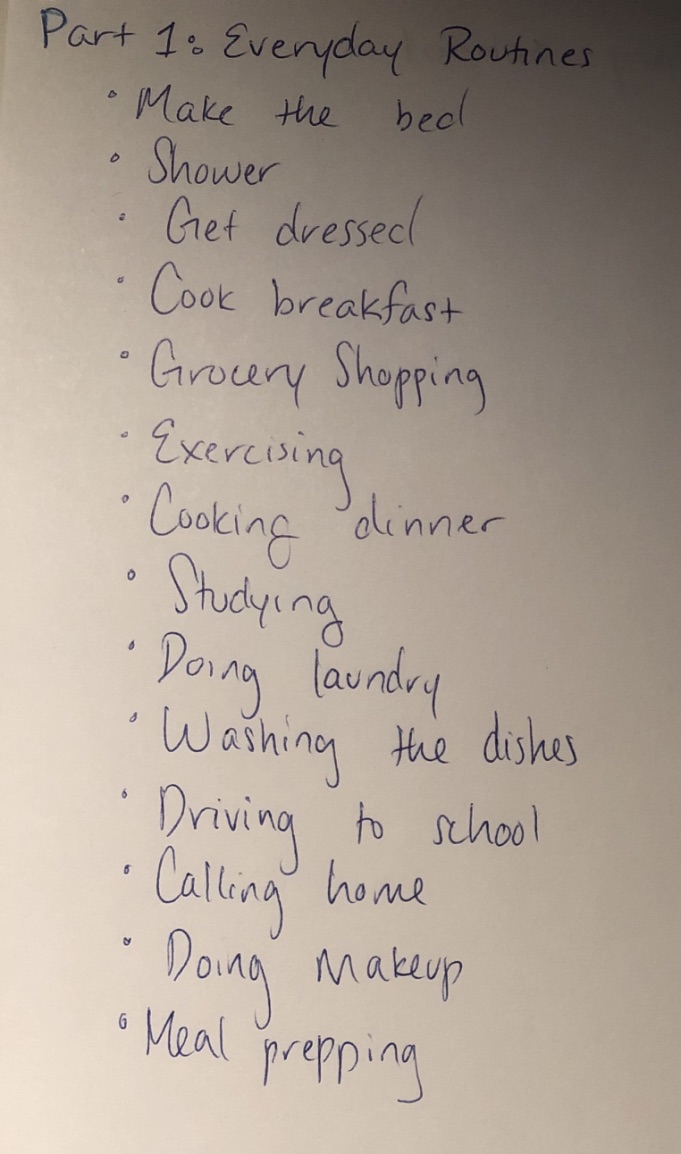 Part 1: Everyday Routines
• Make the bed
• Shower
• Get dressed
• Cook breakfast
• Grocery Shopping
• Exercising
• Cooking dinner
• Studying
• Doing laundry
• Washing the dishes
• Driving to school
• Calling home
• Doing Makeup
• Meal prepping